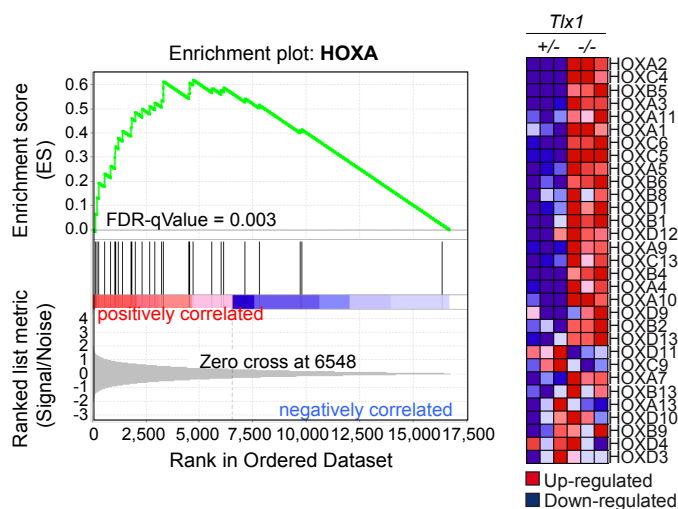 Enrichment plot: HOXA
Enrichment score
(ES)
0.6
0.5
0.4
0.3
0.2
0.1
0.0
FDR-qValue = 0.003
positively correlated
Ranked list metric
(Signal/Noise)
4
3
2
1
0
-1
-2
-3
Zero cross at 6548
negatively correlated
0 2,500 5,000 7,500 10,000 15,000 17,500
Rank in Ordered Dataset
Tlx1
+/- -/-
HOXA2
HOXC4
HOXB5
HOXA3
HOXA11
HOXA1
HOXC6
HOXC5
HOXA5
HOXB6
HOXB8
HOXD1
HOXB1
HOXD12
HOXA9
HOXC13
HOXB4
HOXA4
HOXA10
HOXD9
HOXB2
HOXD13
HOXD11
HOXC9
HOXA7
HOXB13
HOXA13
HOXD10
HOXB9
HOXD4
HOXD3
Up-regulated
Down-regulated